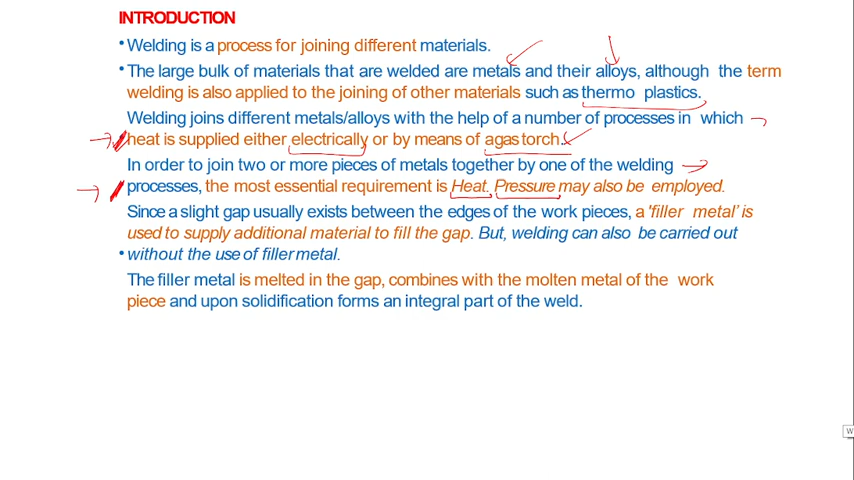 INTRODUCTION
• Welding is a process for joining different materials.
• The large bulk of materials that are welded are metals and their alloys, although the term
welding is also applied to the joining of other materials such as thermo plastics.
Welding joins different metals/alloys with the help of a number of processes in which
heat is supplied either electrically or by means of a gas torch.
In order to join two or more pieces of metals together by one of the welding
processes, the most essential requirement is Heat. Pressure may also be employed.
Since a slight gap usually exists between the edges of the work pieces, a 'filler metal' is
used to supply additional material to fill the gap. But, welding can also be carried out
• without the use of filler metal.
The filler metal is melted in the gap, combines with the molten metal of the work
piece and upon solidification forms an integral part of the weld.
W